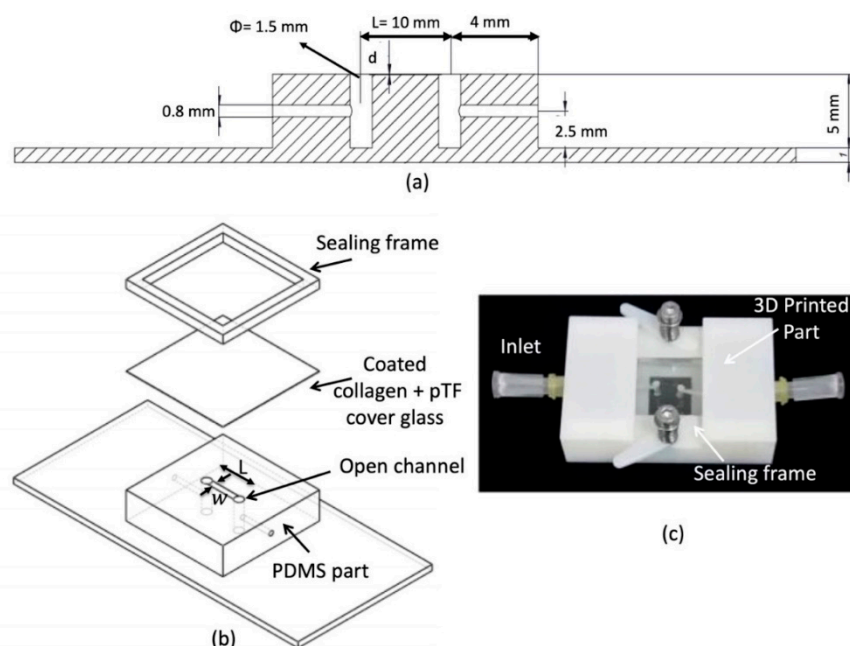 Φ= 1.5 mm
L= 10 mm
4 mm
d
0.8 mm
2.5 mm
5 mm
1
(a)
Sealing frame
Coated
collagen + pTF
cover glass
L
Open channel
w
PDMS part
(b)
3D Printed
Part
Inlet
Sealing frame
(c)